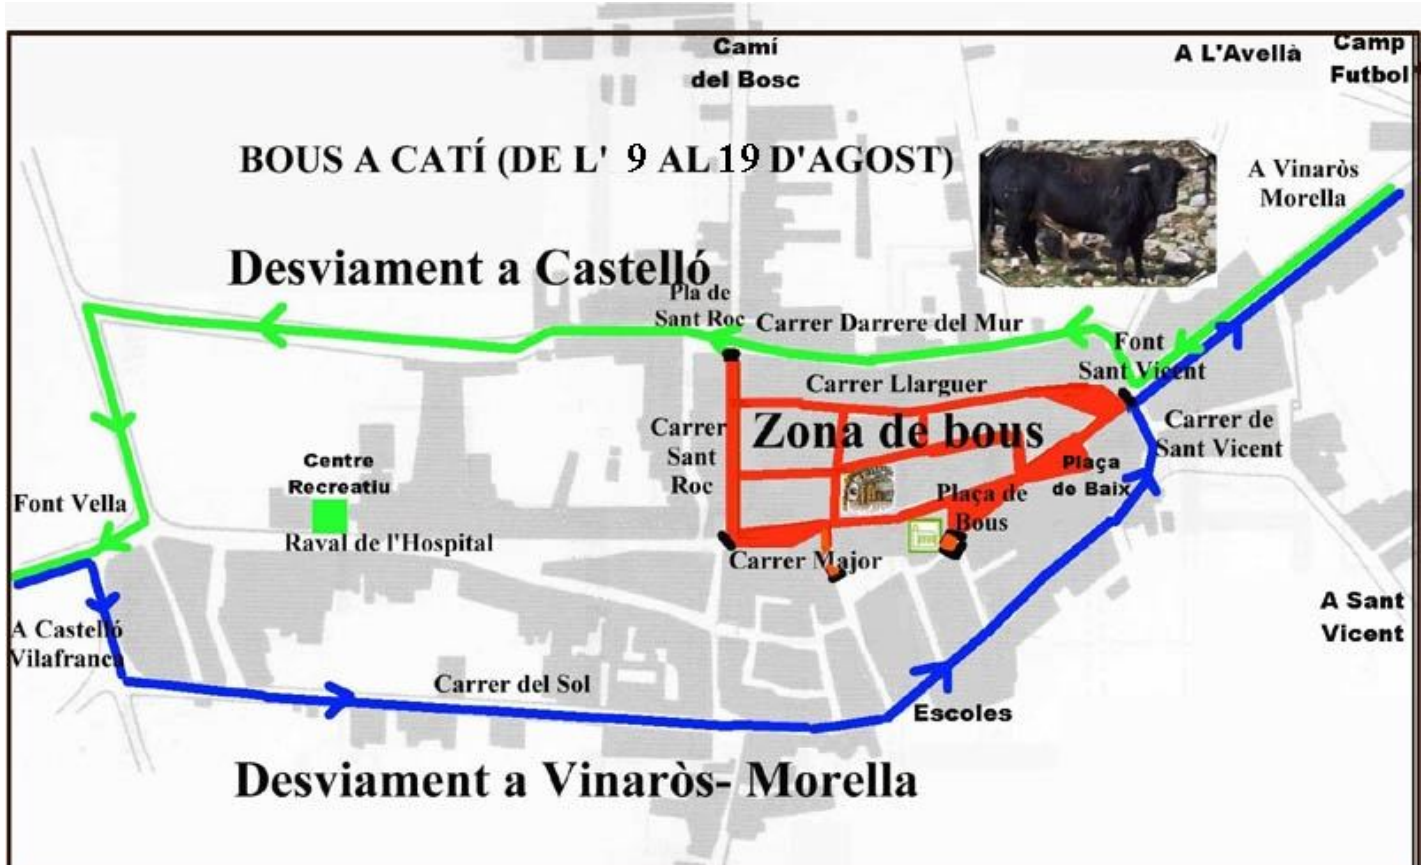 Camí
del Bosc
A L'Avellà
Camp
Futbol
BOUS A CATÍ (DE L' 9 AL 19 D'AGOST)
A Vinaròs
Morella
Desviament a Castelló
Pla de
Sant Roc
Carrer Darrere del Mur
Font
Sant Vicent
Carrer Llarguer
Carrer
Sant
Roc
Zona de bous
Carrer de
Sant Vicent
Centre
Recreatiu
Plaça
de Baix
Plaça de
Bous
Font Vella
Raval de l'Hospital
Carrer Major
A Castelló
Vilafranca
A Sant
Vicent
Carrer del Sol
Escoles
Desviament a Vinaròs- Morella